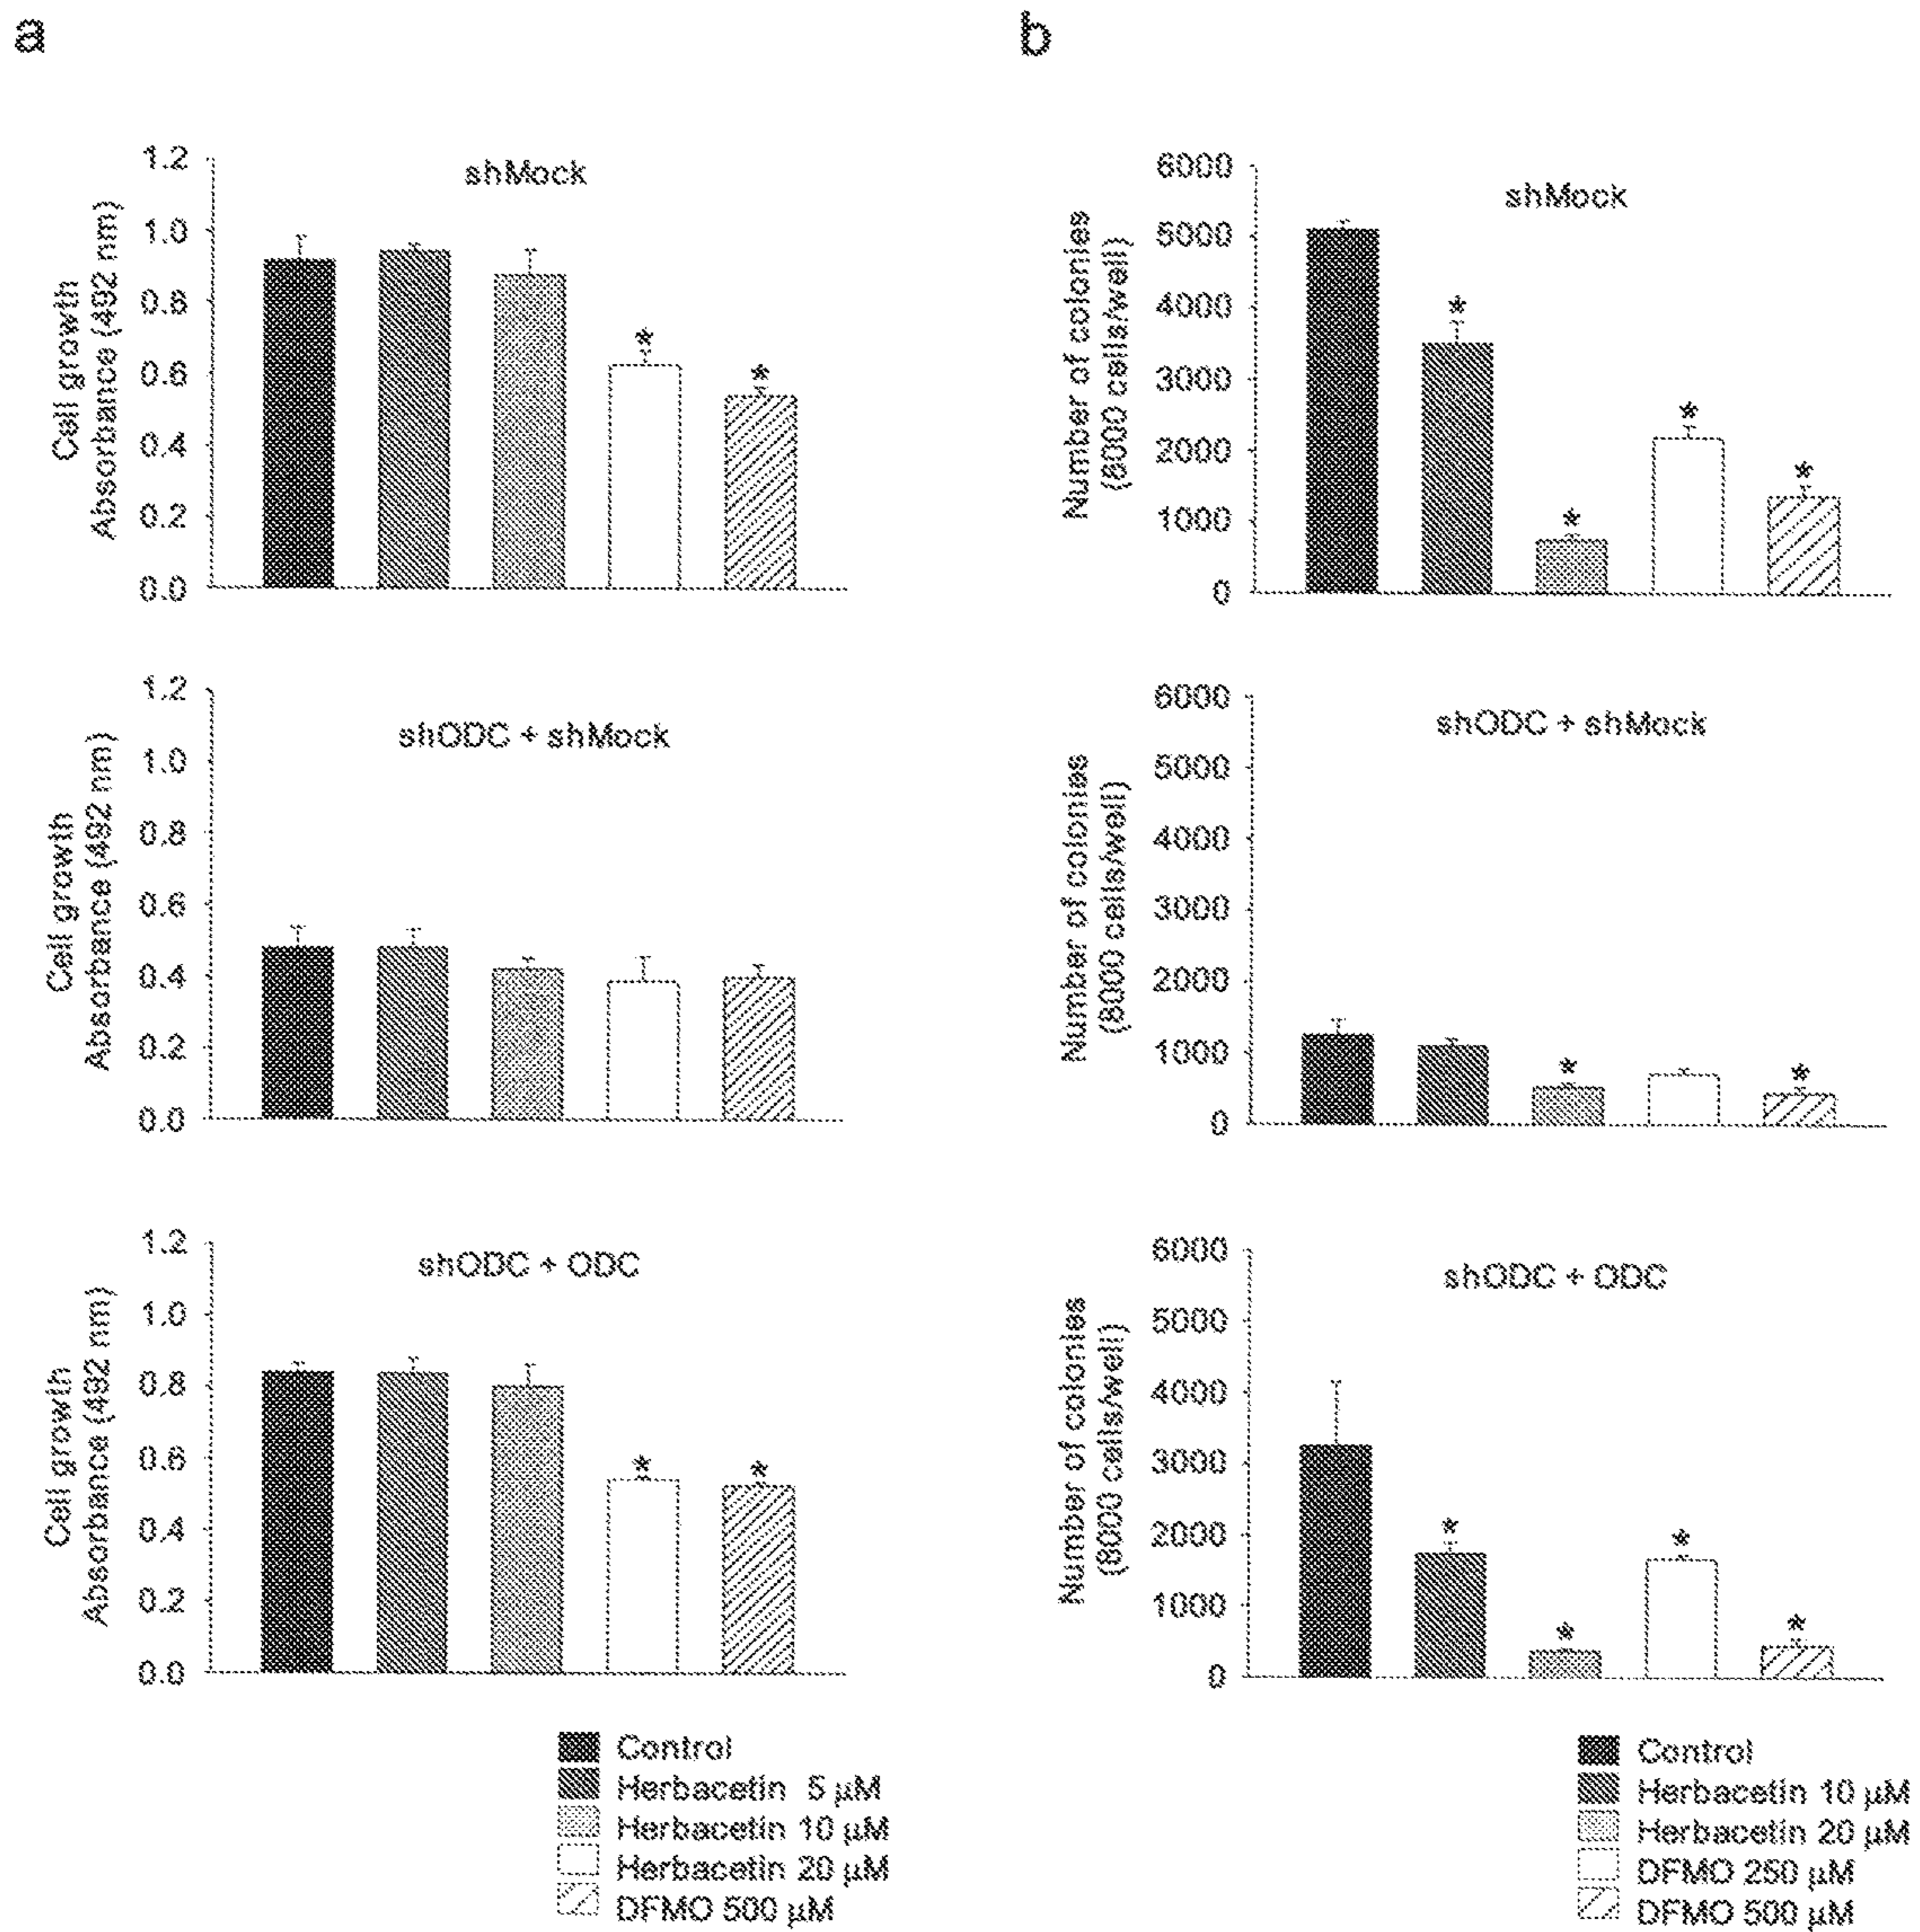 a
shMock
Cell growth
Absorbance (492 nm)
1.2
1.0
0.8
0.6
0.4
0.2
0.0
*
*
shODC + shMock
Cell growth
Absorbance (492 nm)
1.2
1.0
0.8
0.6
0.4
0.2
0.0
shODC + ODC
Cell growth
Absorbance (492 nm)
1.2
1.0
0.8
0.6
0.4
0.2
0.0
*
*
Control
Herbacetin 5 μM
Herbacetin 10 μM
Herbacetin 20 μM
DFMO 500 μM
b
shMock
Number of colonies
(8000 cells/well)
6000
5000
4000
3000
2000
1000
0
*
*
*
*
shODC + shMock
Number of colonies
(8000 cells/well)
6000
5000
4000
3000
2000
1000
0
*
*
shODC + ODC
Number of colonies
(8000 cells/well)
6000
5000
4000
3000
2000
1000
0
*
*
*
*
Control
Herbacetin 10 μM
Herbacetin 20 μM
DFMO 250 μM
DFMO 500 μM